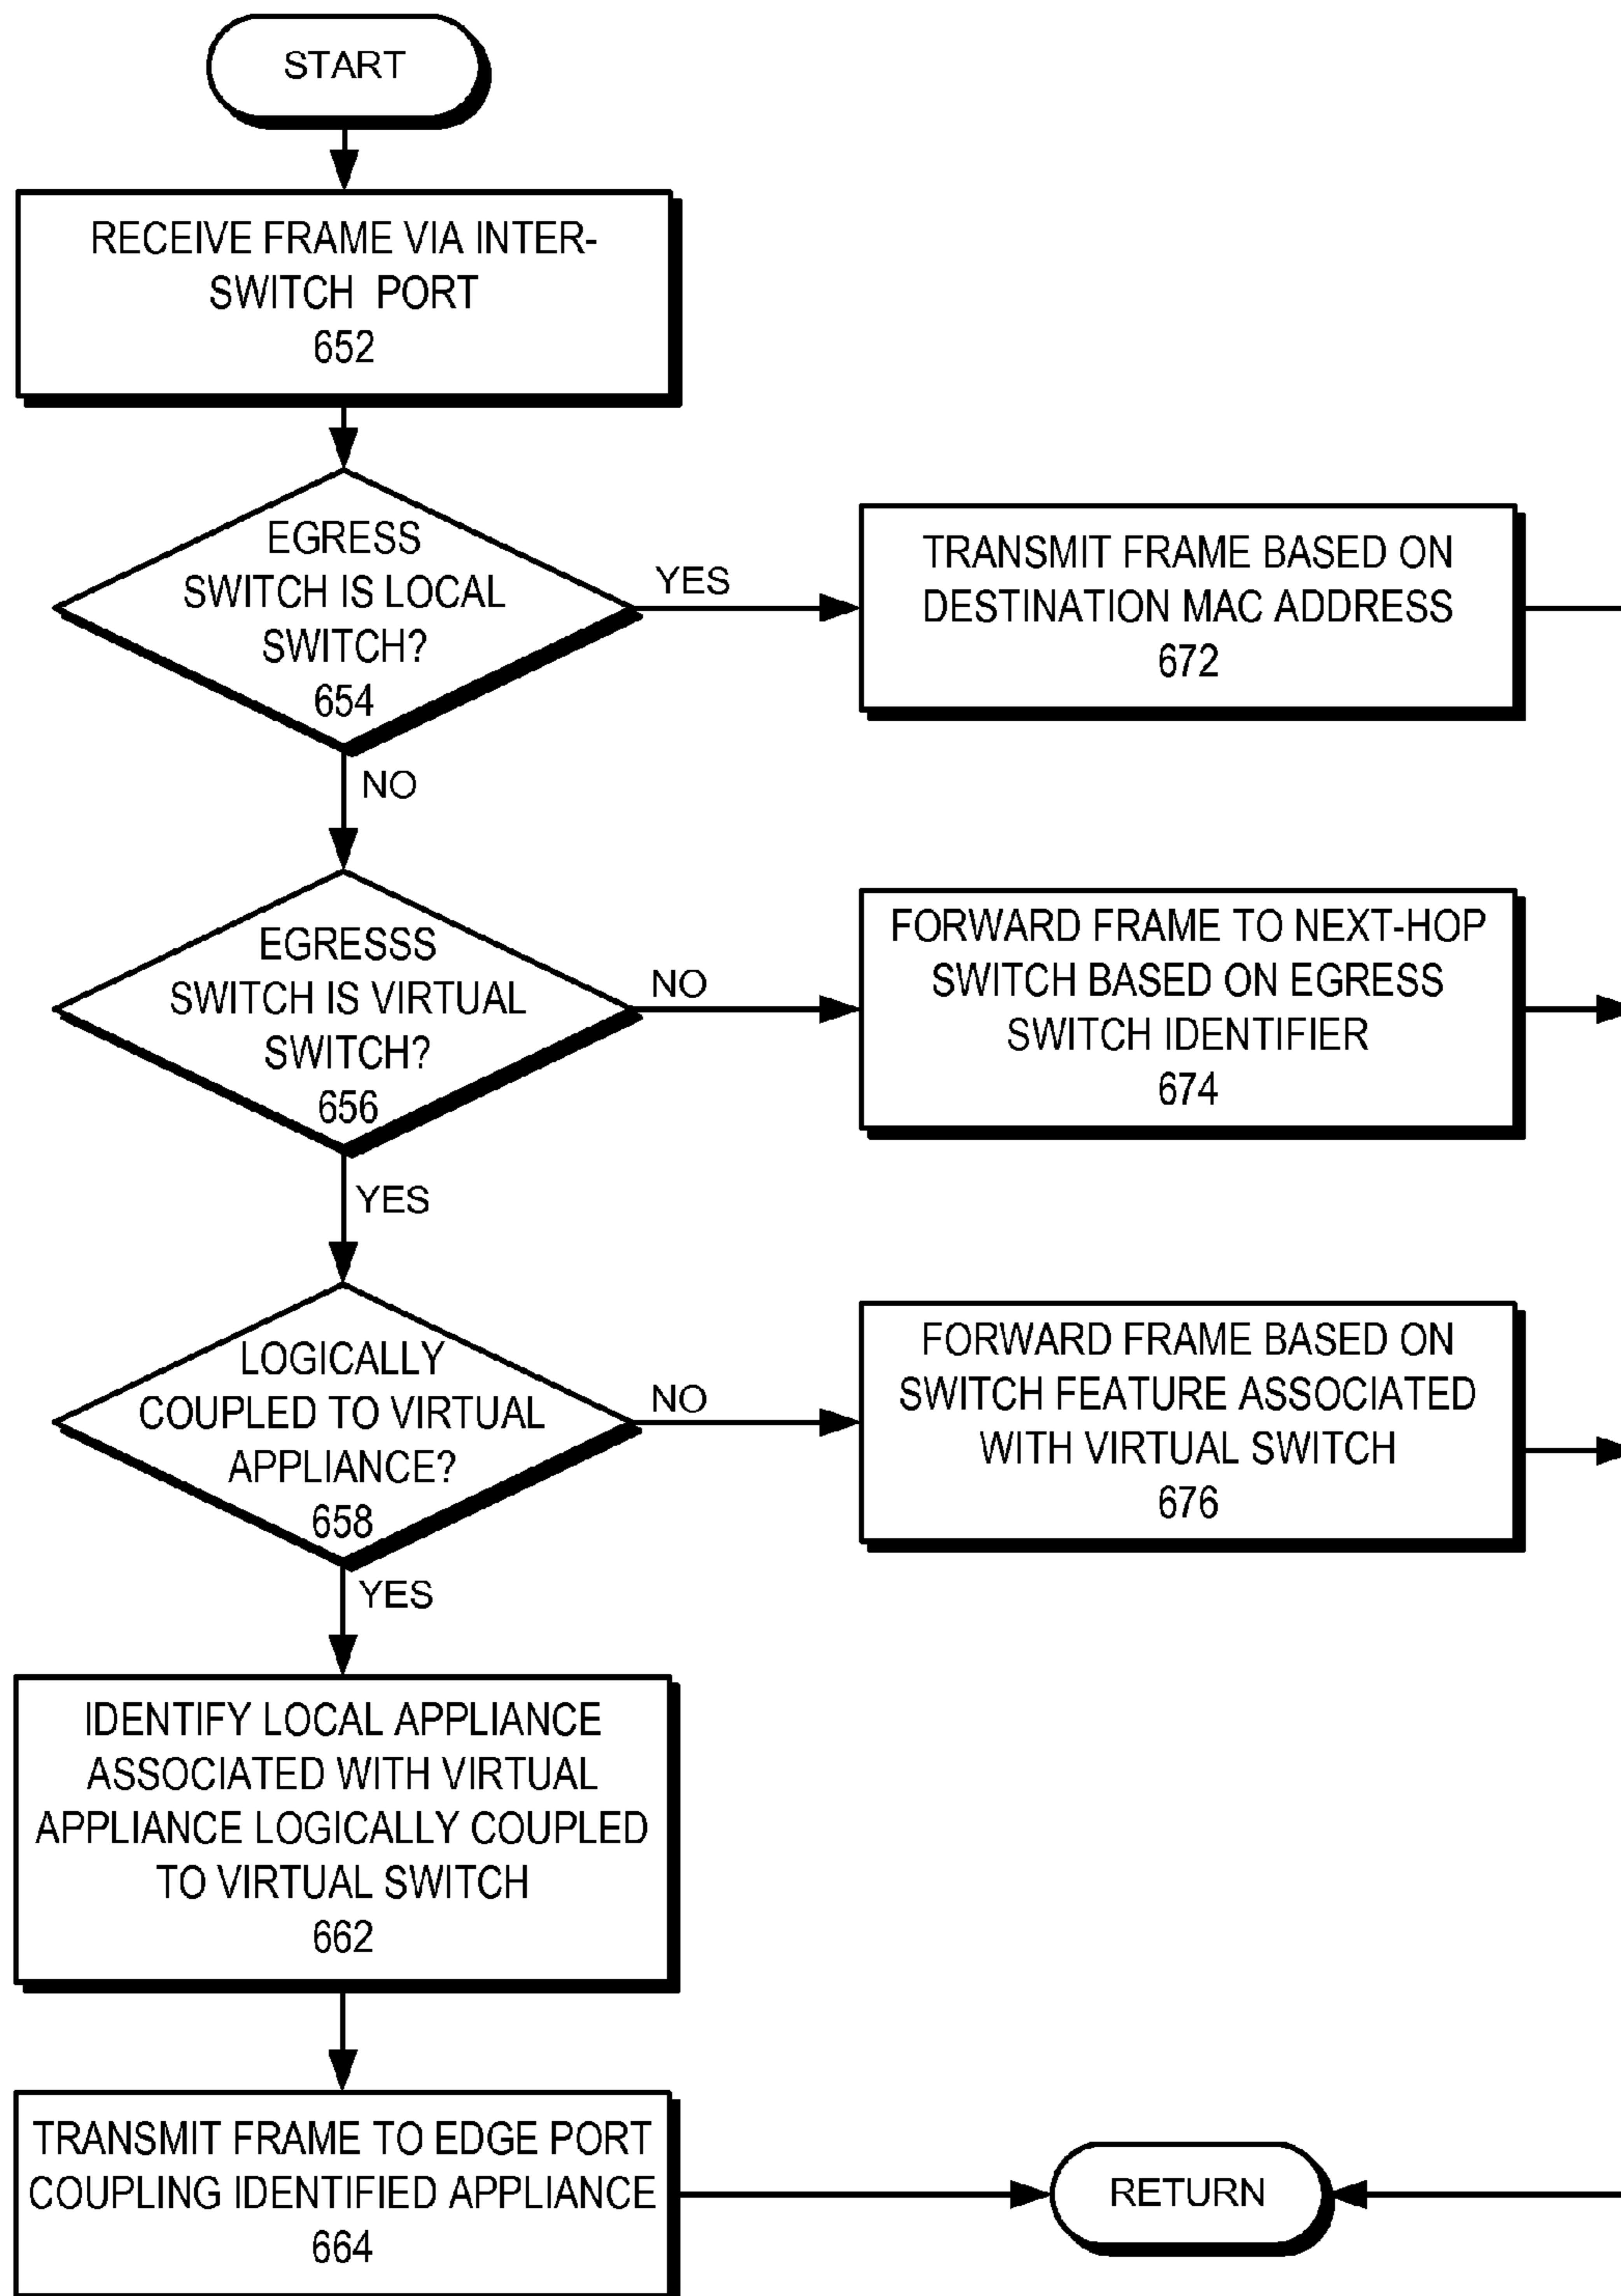 START
RECEIVE FRAME VIA INTER-
SWITCH PORT
652
EGRESS
SWITCH IS LOCAL
SWITCH?
654
YES
TRANSMIT FRAME BASED ON
DESTINATION MAC ADDRESS
672
NO
EGRESSS
SWITCH IS VIRTUAL
SWITCH?
656
NO
FORWARD FRAME TO NEXT-HOP
SWITCH BASED ON EGRESS
SWITCH IDENTIFIER
674
YES
LOGICALLY
COUPLED TO VIRTUAL
APPLIANCE?
658
NO
FORWARD FRAME BASED ON
SWITCH FEATURE ASSOCIATED
WITH VIRTUAL SWITCH
676
YES
IDENTIFY LOCAL APPLIANCE
ASSOCIATED WITH VIRTUAL
APPLIANCE LOGICALLY COUPLED
TO VIRTUAL SWITCH
662
TRANSMIT FRAME TO EDGE PORT
COUPLING IDENTIFIED APPLIANCE
664
RETURN